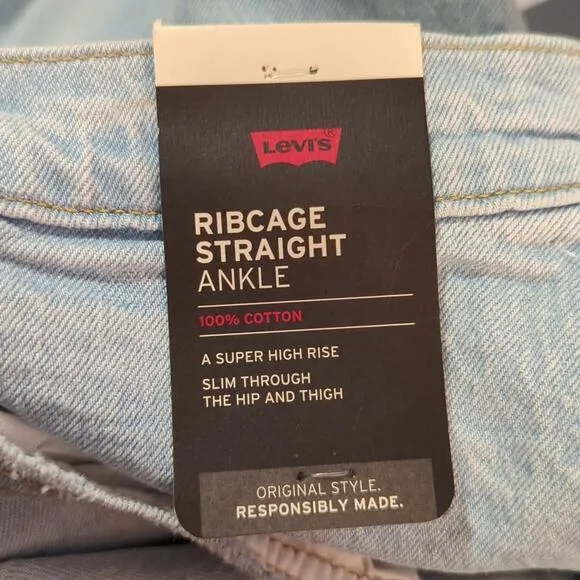 Levi's®
RIBCAGE
STRAIGHT
ANKLE
100% COTTON
A SUPER HIGH RISE
SLIM THROUGH
THE HIP AND THIGH
ORIGINAL STYLE.
RESPONSIBLY MADE.